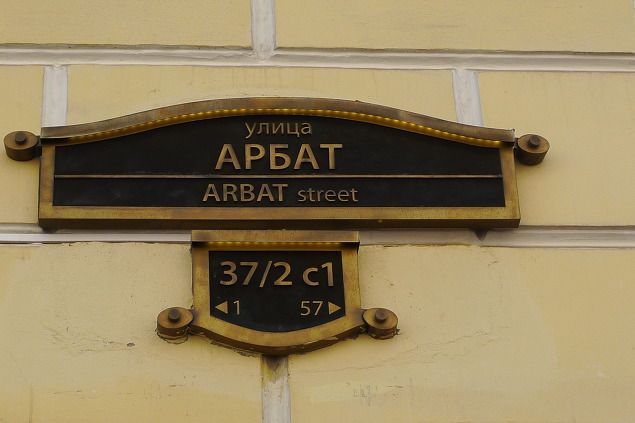 улица
АРБАТ
ARBAT street
37/2 с1
◄1 57►